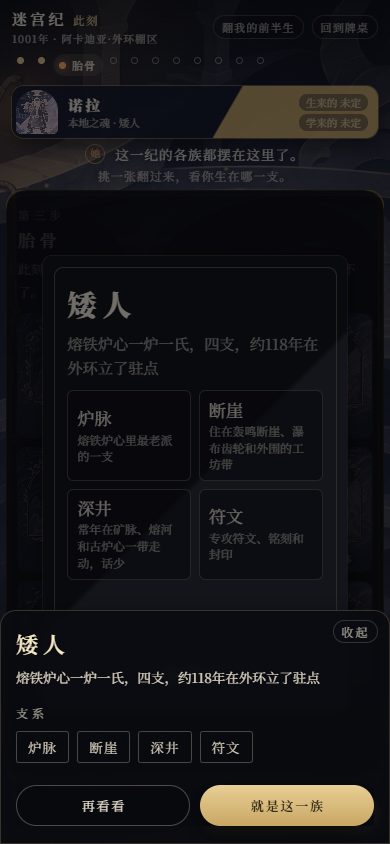 迷宫纪 此刻
1001年·阿卡迪亚·外环棚区
翻我的前半生
回到牌桌
胎骨
诺拉
本地之魂·矮人
生来的 未定
学来的 未定
这一纪的各族都摆在这里了。
挑一张翻过来，看你生在哪一支。
第三步
胎骨
此刻
不
了。
矮人
熔铁炉心一炉一氏，四支，约118年在
外环立了驻点
炉脉
熔铁炉心里最老派
的一支
断崖
住在轰鸣断崖、瀑
布齿轮和外围的工
坊带
深井
常年在矿脉、熔河
和古炉心一带走
动，话少
符文
专攻符文、铭刻和
封印
矮人
收起
熔铁炉心一炉一氏，四支，约118年在外环立了驻点
支系
炉脉
断崖
深井
符文
再看看
就是这一族